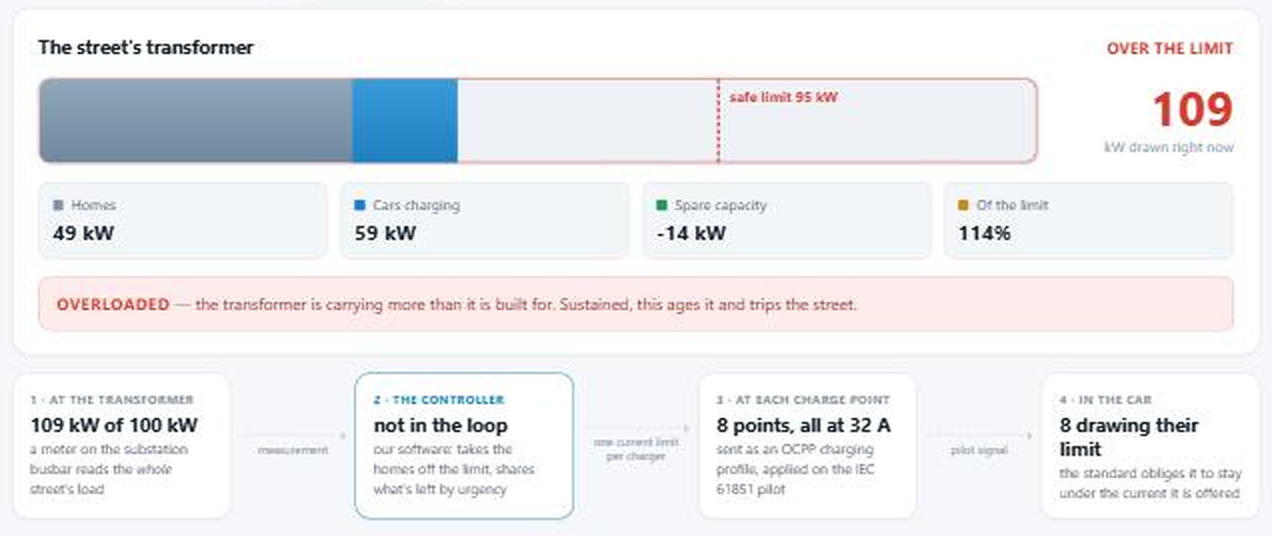 The street's transformer
OVER THE LIMIT
safe limit 95 kW
109
kW drawn right now
Homes
49 kW
Cars charging
59 kW
Spare capacity
-14 kW
Of the limit
114%
OVERLOADED — the transformer is carrying more than it is built for. Sustained, this ages it and trips the street.
1 · AT THE TRANSFORMER
109 kW of 100 kW
a meter on the substation
busbar reads the whole
street's load
measurement
2 · THE CONTROLLER
not in the loop
our software: takes the
homes off the limit, shares
what's left by urgency
one current limit
per charger
3 · AT EACH CHARGE POINT
8 points, all at 32 A
sent as an OCPP charging
profile, applied on the IEC
61851 pilot
pilot signal
4 · IN THE CAR
8 drawing their
limit
the standard obliges it to stay
under the current it is offered